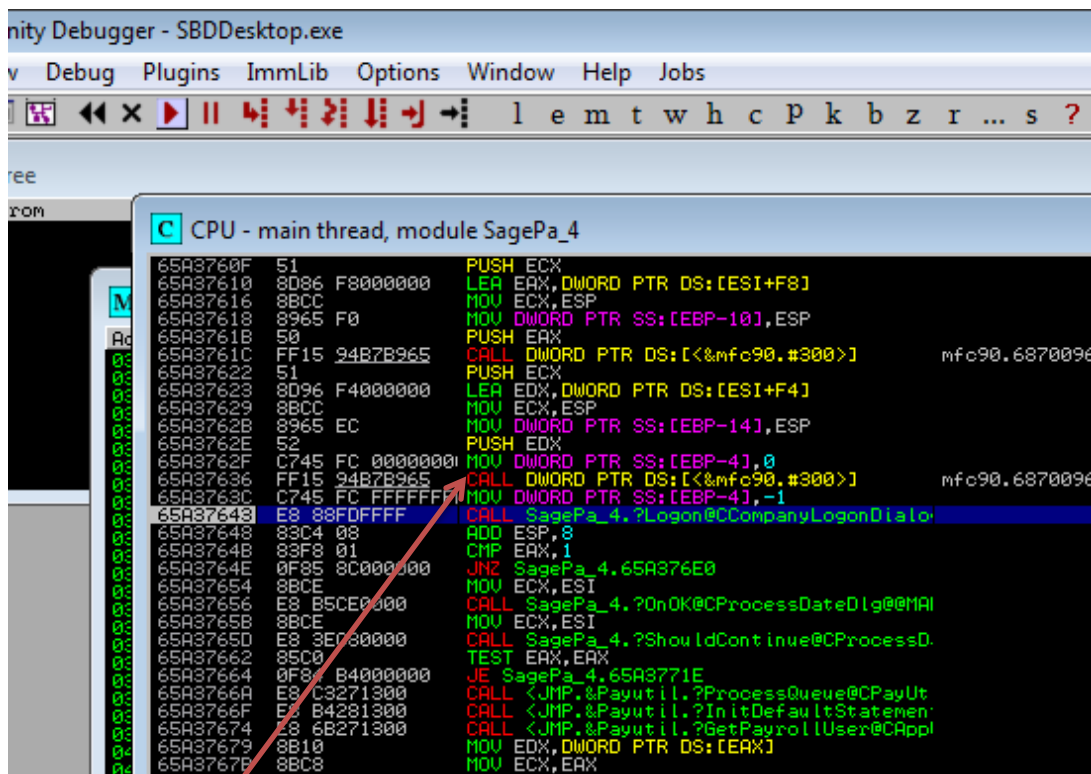 nity Debugger - SBDDesktop.exe
w Debug Plugins ImmLib Options Window Help Jobs
l e m t w h c P k b z r ... s ?
ree
rom
C CPU - main thread, module SagePa_4
M
Ad
65A3760F 51 PUSH ECX
65A37610 8D86 F8000000 LEA EAX,DWORD PTR DS:[ESI+F8]
65A37616 8BCC MOV ECX,ESP
65A37618 8965 F0 MOV DWORD PTR SS:[EBP-10],ESP
65A3761B 50 PUSH EAX
65A3761C FF15 94B7B965 CALL DWORD PTR DS:[<&mfc90.#300>] mfc90.6870096
65A37622 51 PUSH ECX
65A37623 8D96 F4000000 LEA EDX,DWORD PTR DS:[ESI+F4]
65A37629 8BCC MOV ECX,ESP
65A3762B 8965 EC MOV DWORD PTR SS:[EBP-14],ESP
65A3762E 52 PUSH EDX
65A3762F C745 FC 0000000 MOV DWORD PTR SS:[EBP-4],0
65A37636 FF15 94B7B965 CALL DWORD PTR DS:[<&mfc90.#300>] mfc90.6870096
65A3763C C745 FC FFFFFFF MOV DWORD PTR SS:[EBP-4],-1
65A37643 E8 88FDFFFF CALL SagePa_4.?Logon@CCompanyLogonDialo
65A37648 83C4 08 ADD ESP,8
65A3764B 83F8 01 CMP EAX,1
65A3764E 0F85 8C000000 JNZ SagePa_4.65A376E0
65A37654 8BCE MOV ECX,ESI
65A37656 E8 B5CE0000 CALL SagePa_4.?OnOK@CProcessDateDlg@@MAE
65A3765B 8BCE MOV ECX,ESI
65A3765D CALL SagePa_4.?ShouldContinue@CProcessD
65A37662 85C0 TEST EAX,EAX
65A37664 0F84 B4000000 JE SagePa_4.65A3771E
65A3766A E8 C3271300 CALL <JMP.&Payutil.?ProcessQueue@CPayUt
65A3766F E8 B4281300 CALL <JMP.&Payutil.?InitDefaultStatemen
65A37674 E8 6B271300 CALL <JMP.&Payutil.?GetPayrollUser@CAppl
65A37679 8B10 MOV EDX,DWORD PTR DS:[EAX]
65A3767B 8BC8 MOV ECX,EAX